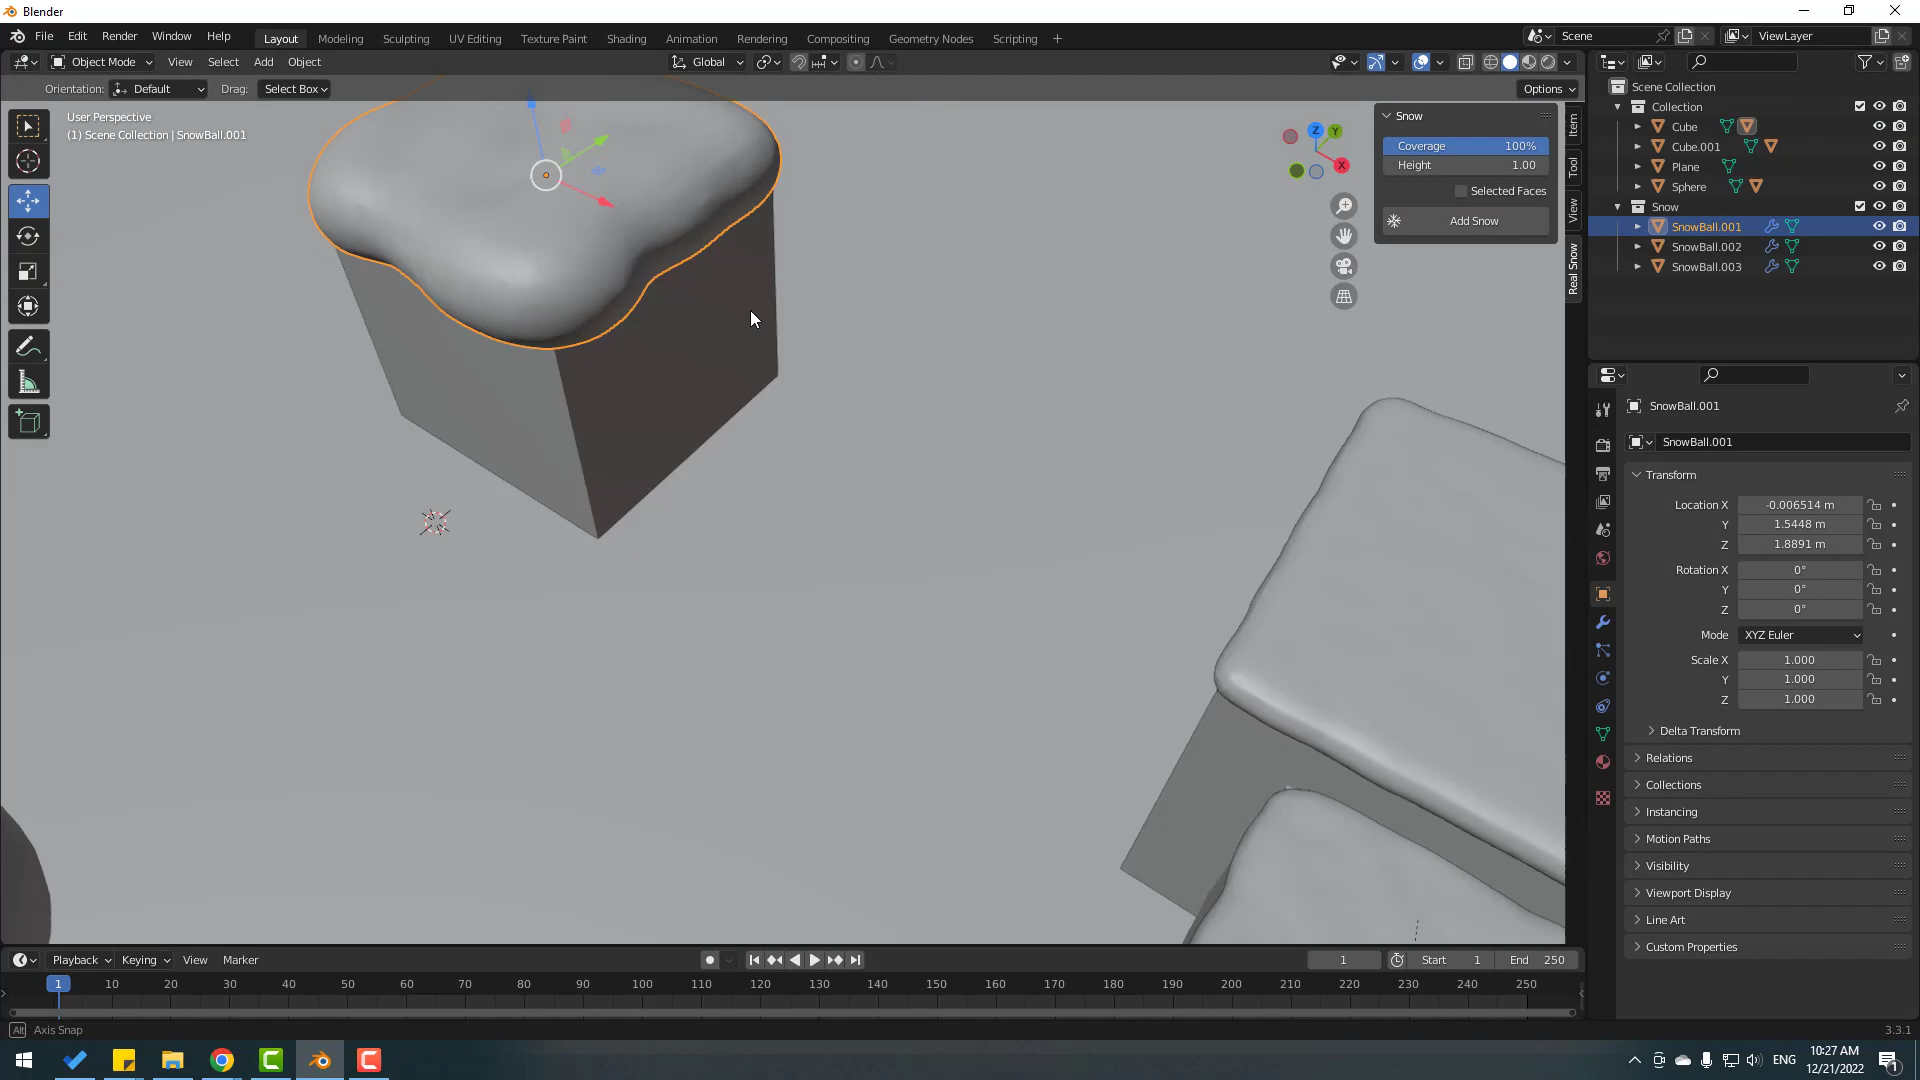 Blender
File Edit Render Window Help
Layout Modeling Sculpting UV Editing Texture Paint Shading Animation Rendering Compositing Geometry Nodes Scripting +
Scene
ViewLayer
Object Mode View Select Add Object
Global
Orientation: Default Drag: Select Box
Options
User Perspective
(1) Scene Collection | SnowBall.001
Z Y X
Snow
Coverage 100%
Height 1.00
Selected Faces
Add Snow
Item
Tool
View
Real Snow
Scene Collection
Collection
Cube
Cube.001
Plane
Sphere
Snow
SnowBall.001
SnowBall.002
SnowBall.003
SnowBall.001
SnowBall.001
Transform
Location X -0.006514 m
Y 1.5448 m
Z 1.8891 m
Rotation X 0°
Y 0°
Z 0°
Mode XYZ Euler
Scale X 1.000
Y 1.000
Z 1.000
Delta Transform
Relations
Collections
Instancing
Motion Paths
Visibility
Viewport Display
Line Art
Custom Properties
Playback Keying View Marker
1 Start 1 End 250
1 10 20 30 40 50 60 70 80 90 100 110 120 130 140 150 160 170 180 190 200 210 220 230 240 250
Alt Axis Snap
3.3.1
ENG
10:27 AM
12/21/2022
1